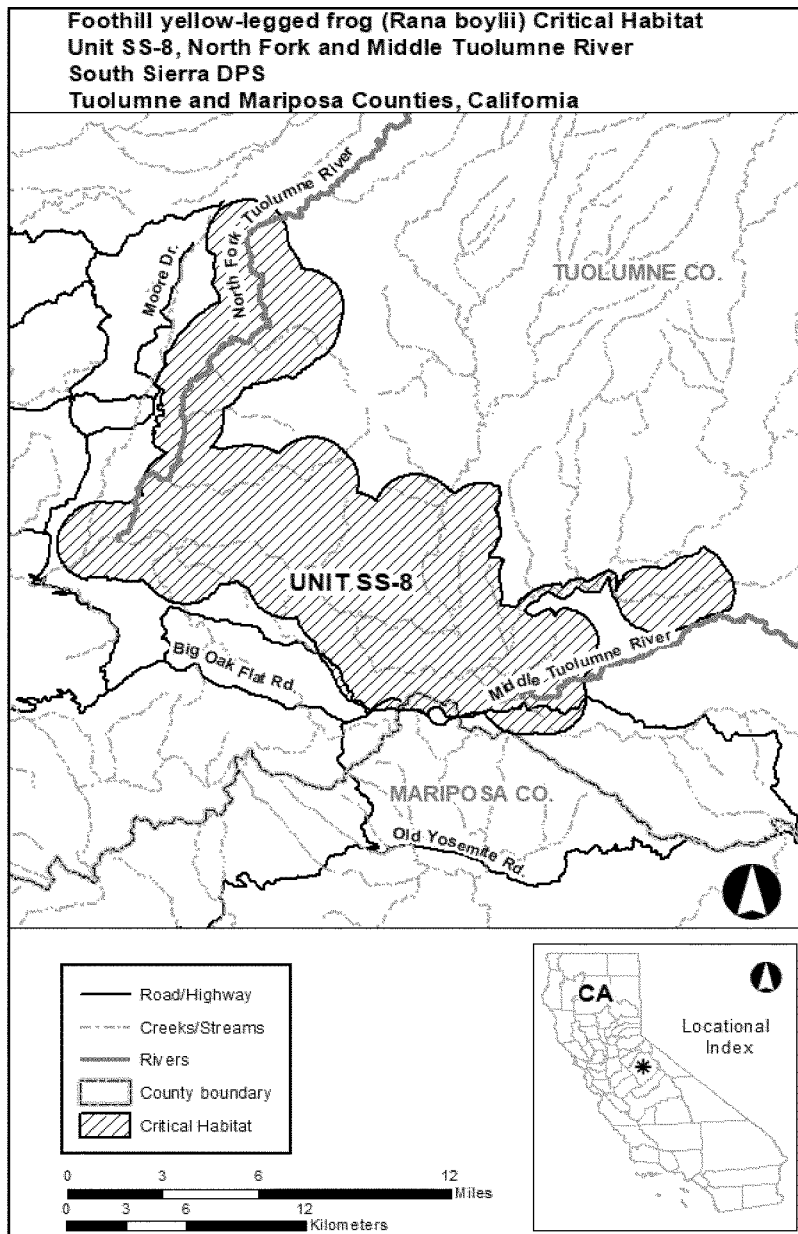 Foothill yellow-legged frog (Rana boylii) Critical Habitat
Unit SS-8, North Fork and Middle Tuolumne River
South Sierra DPS
Tuolumne and Mariposa Counties, California
North Fork Tuolumne River
Moore Dr.
TUOLUMNE CO.
UNIT SS-8
Middle Tuolumne River
Big Oak Flat Rd.
MARIPOSA CO.
Old Yosemite Rd.
Road/Highway
Creeks/Streams
Rivers
County boundary
Critical Habitat
CA
Locational
Index
0 3 6 12
Miles
0 3 6 12
Kilometers